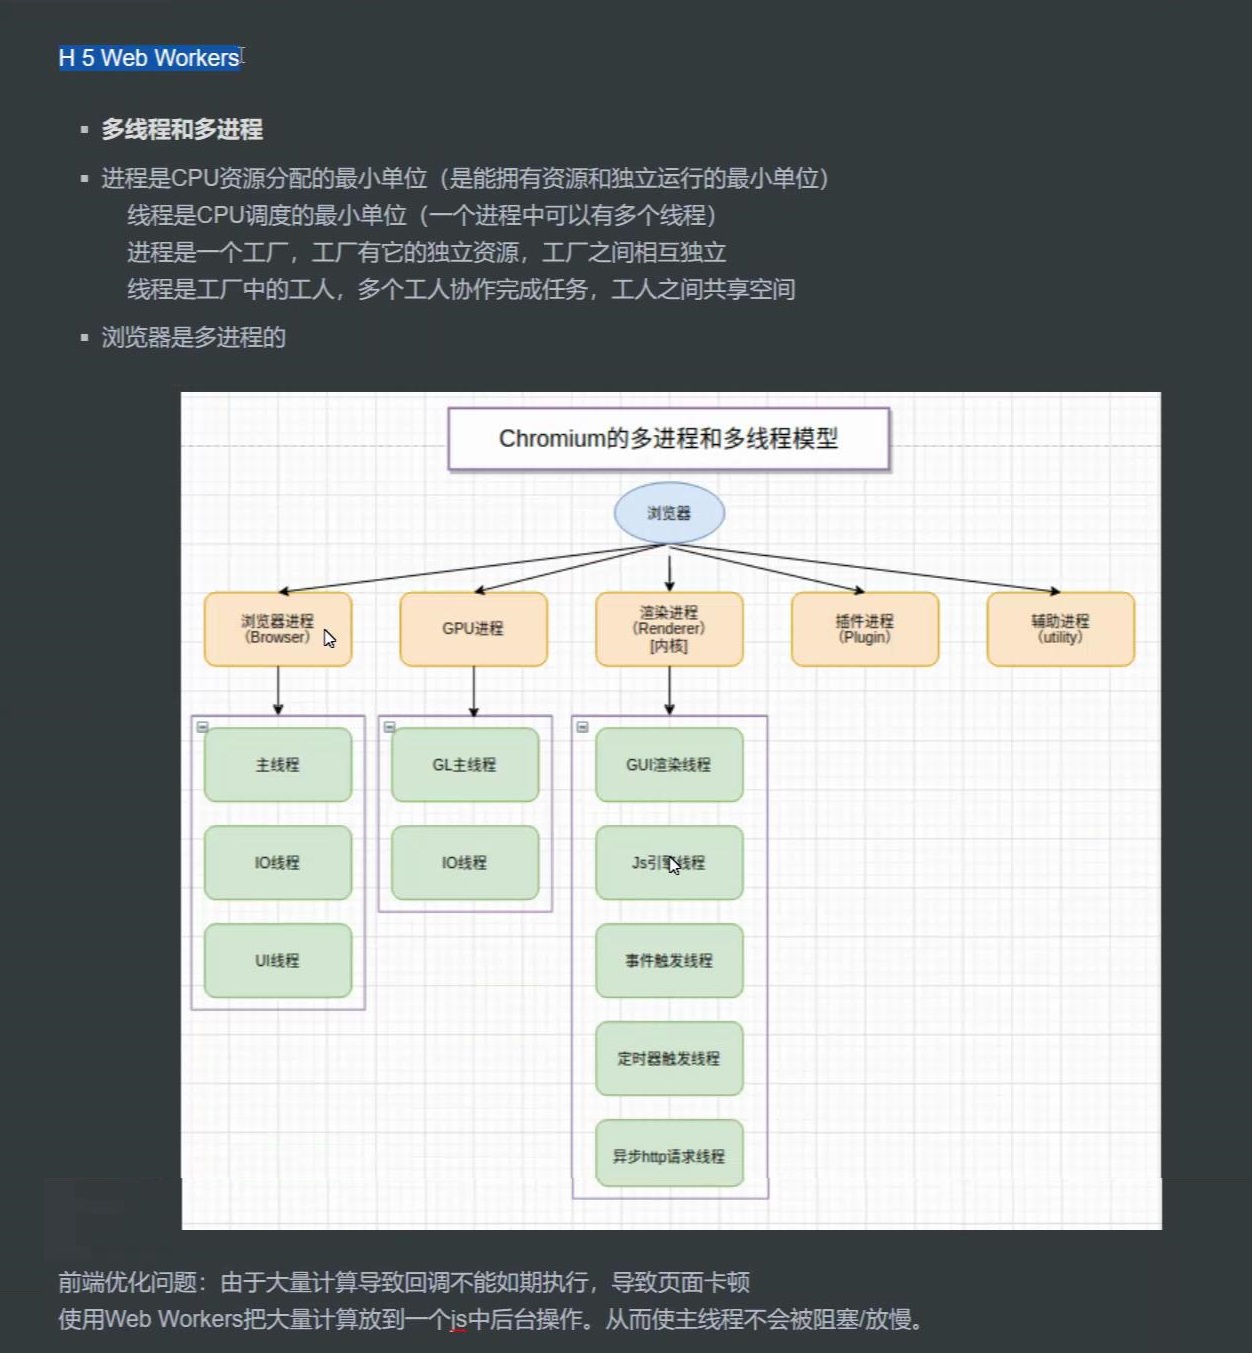 H 5 Web Workers
多线程和多进程
进程是CPU资源分配的最小单位（是能拥有资源和独立运行的最小单位）
线程是CPU调度的最小单位（一个进程中可以有多个线程）
进程是一个工厂，工厂有它的独立资源，工厂之间相互独立
线程是工厂中的工人，多个工人协作完成任务，工人之间共享空间
浏览器是多进程的
Chromium的多进程和多线程模型
浏览器
浏览器进程
（Browser）
GPU进程
渲染进程
（Renderer）
[内核]
插件进程
（Plugin）
辅助进程
（utility）
主线程
IO线程
UI线程
GL主线程
IO线程
GUI渲染线程
Js引擎线程
事件触发线程
定时器触发线程
异步http请求线程
前端优化问题：由于大量计算导致回调不能如期执行，导致页面卡顿
使用Web Workers把大量计算放到一个js中后台操作。从而使主线程不会被阻塞/放慢。